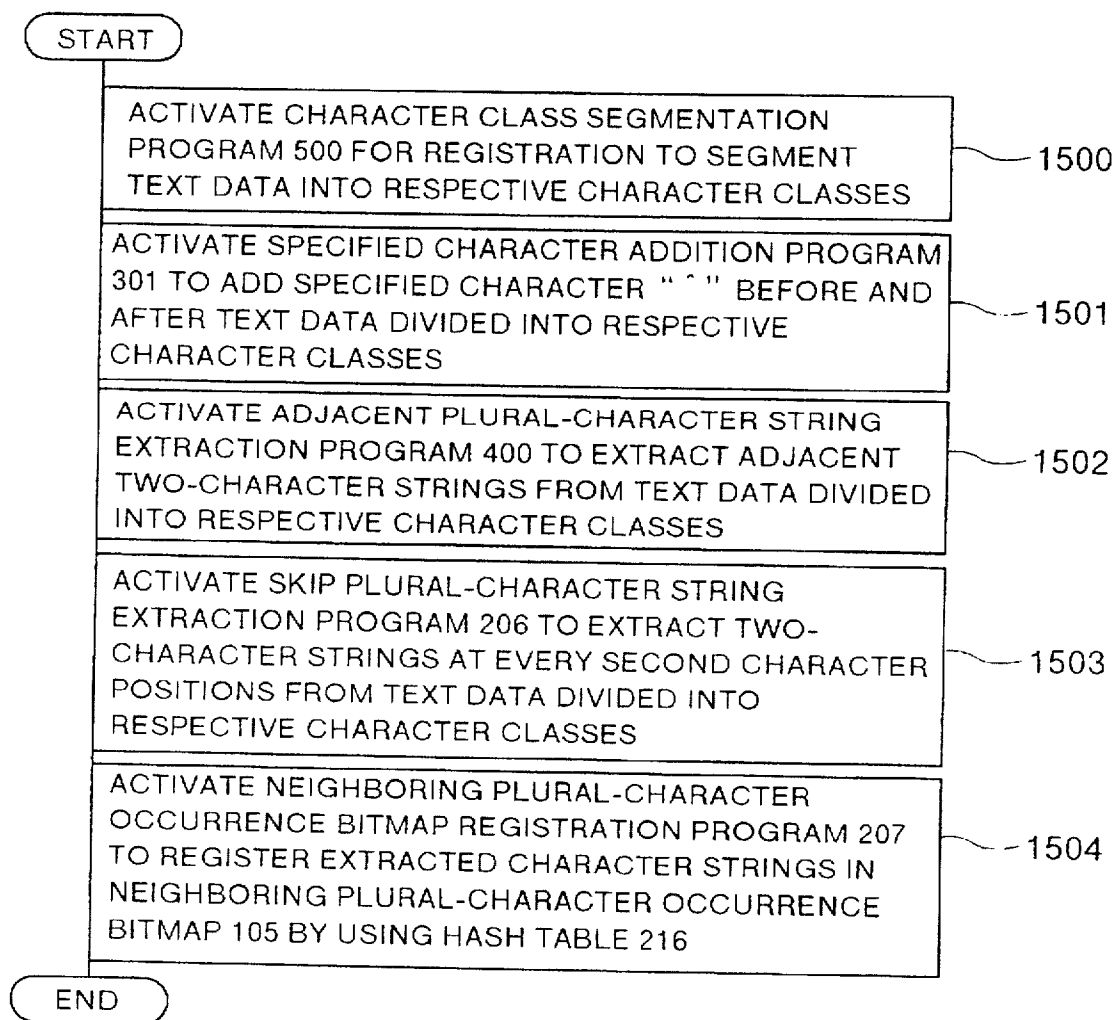 START
ACTIVATE CHARACTER CLASS SEGMENTATION
PROGRAM 500 FOR REGISTRATION TO SEGMENT
TEXT DATA INTO RESPECTIVE CHARACTER CLASSES
1500
ACTIVATE SPECIFIED CHARACTER ADDITION PROGRAM
301 TO ADD SPECIFIED CHARACTER " ^ " BEFORE AND
AFTER TEXT DATA DIVIDED INTO RESPECTIVE
CHARACTER CLASSES
1501
ACTIVATE ADJACENT PLURAL-CHARACTER STRING
EXTRACTION PROGRAM 400 TO EXTRACT ADJACENT
TWO-CHARACTER STRINGS FROM TEXT DATA DIVIDED
INTO RESPECTIVE CHARACTER CLASSES
1502
ACTIVATE SKIP PLURAL-CHARACTER STRING
EXTRACTION PROGRAM 206 TO EXTRACT TWO-
CHARACTER STRINGS AT EVERY SECOND CHARACTER
POSITIONS FROM TEXT DATA DIVIDED INTO
RESPECTIVE CHARACTER CLASSES
1503
ACTIVATE NEIGHBORING PLURAL-CHARACTER
OCCURRENCE BITMAP REGISTRATION PROGRAM 207
TO REGISTER EXTRACTED CHARACTER STRINGS IN
NEIGHBORING PLURAL-CHARACTER OCCURRENCE
BITMAP 105 BY USING HASH TABLE 216
1504
END